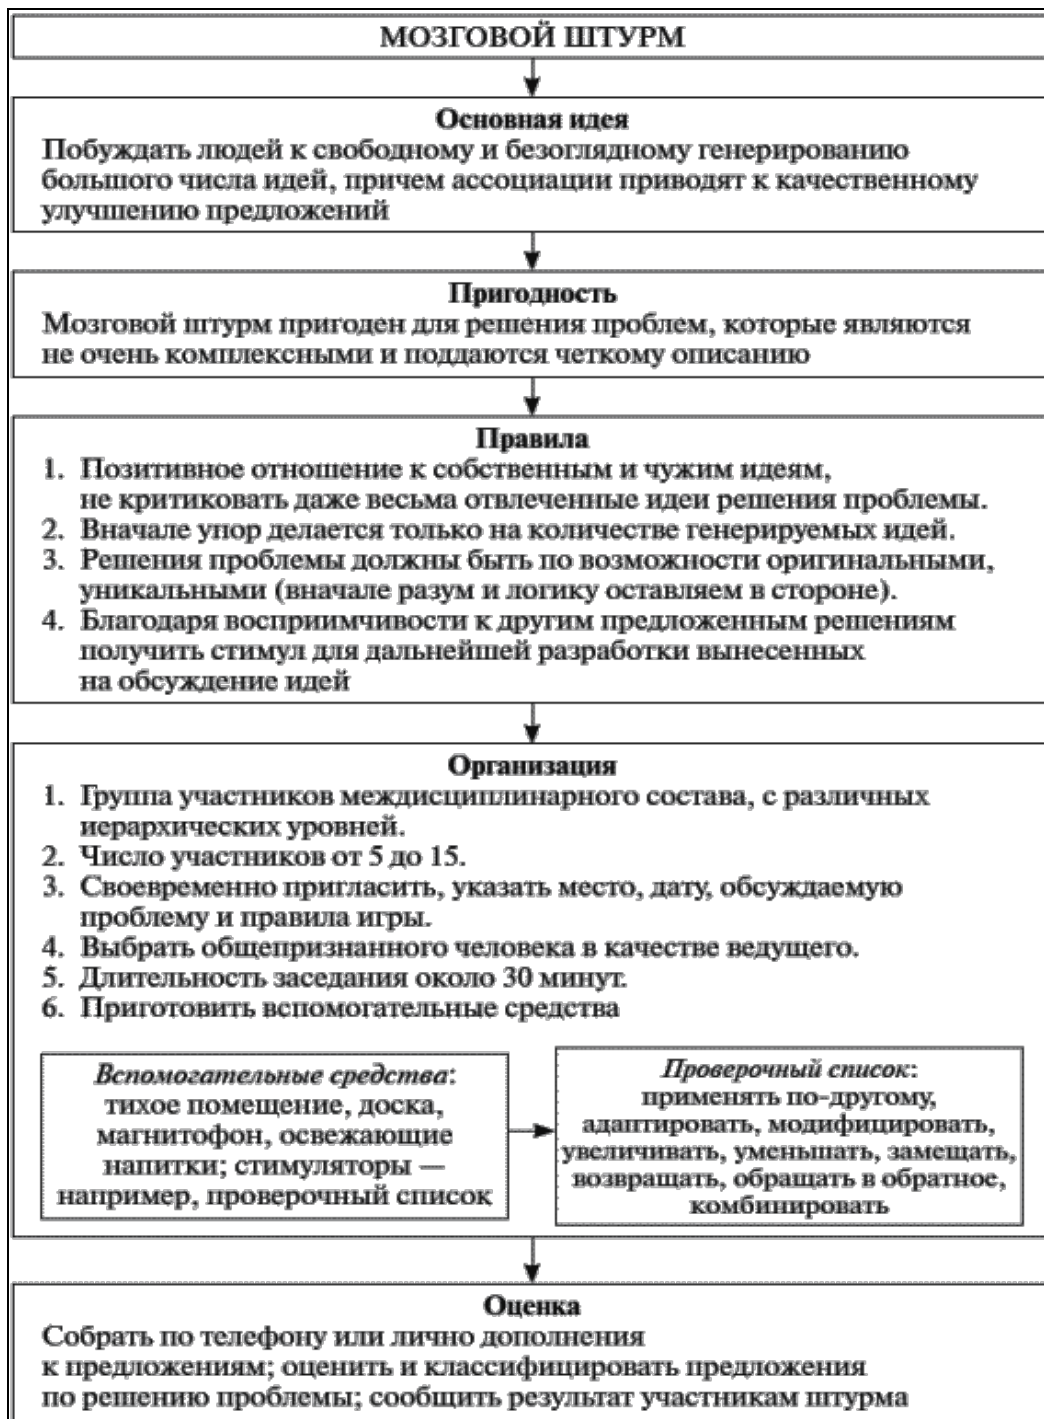 МОЗГОВОЙ ШТУРМ
Основная идея
Побуждать людей к свободному и безоглядному генерированию
большого числа идей, причем ассоциации приводят к качественному
улучшению предложений
Пригодность
Мозговой штурм пригоден для решения проблем, которые являются
не очень комплексными и поддаются четкому описанию
Правила
1. Позитивное отношение к собственным и чужим идеям,
не критиковать даже весьма отвлеченные идеи решения проблемы.
2. Вначале упор делается только на количестве генерируемых идей.
3. Решения проблемы должны быть по возможности оригинальными,
уникальными (вначале разум и логику оставляем в стороне).
4. Благодаря восприимчивости к другим предложенным решениям
получить стимул для дальнейшей разработки вынесенных
на обсуждение идей
Организация
1. Группа участников междисциплинарного состава, с различных
иерархических уровней.
2. Число участников от 5 до 15.
3. Своевременно пригласить, указать место, дату, обсуждаемую
проблему и правила игры.
4. Выбрать общепризнанного человека в качестве ведущего.
5. Длительность заседания около 30 минут.
6. Приготовить вспомогательные средства
Вспомогательные средства:
тихое помещение, доска,
магнитофон, освежающие
напитки; стимуляторы —
например, проверочный список
Проверочный список:
применять по-другому,
адаптировать, модифицировать,
увеличивать, уменьшать, замещать,
возвращать, обращать в обратное,
комбинировать
Оценка
Собрать по телефону или лично дополнения
к предложениям; оценить и классифицировать предложения
по решению проблемы; сообщить результат участникам штурма